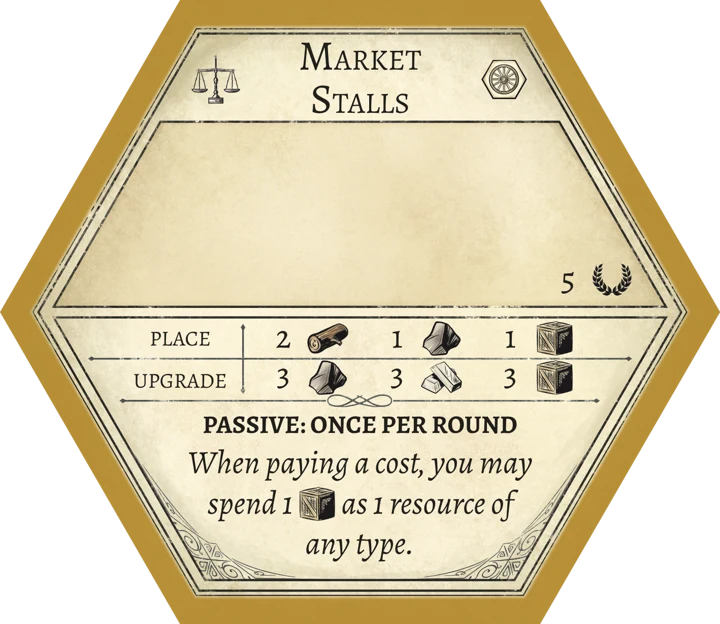 Market
Stalls
5
PLACE 2 1 1
UPGRADE 3 3 3
PASSIVE: ONCE PER ROUND
When paying a cost, you may
spend 1 as 1 resource of
any type.